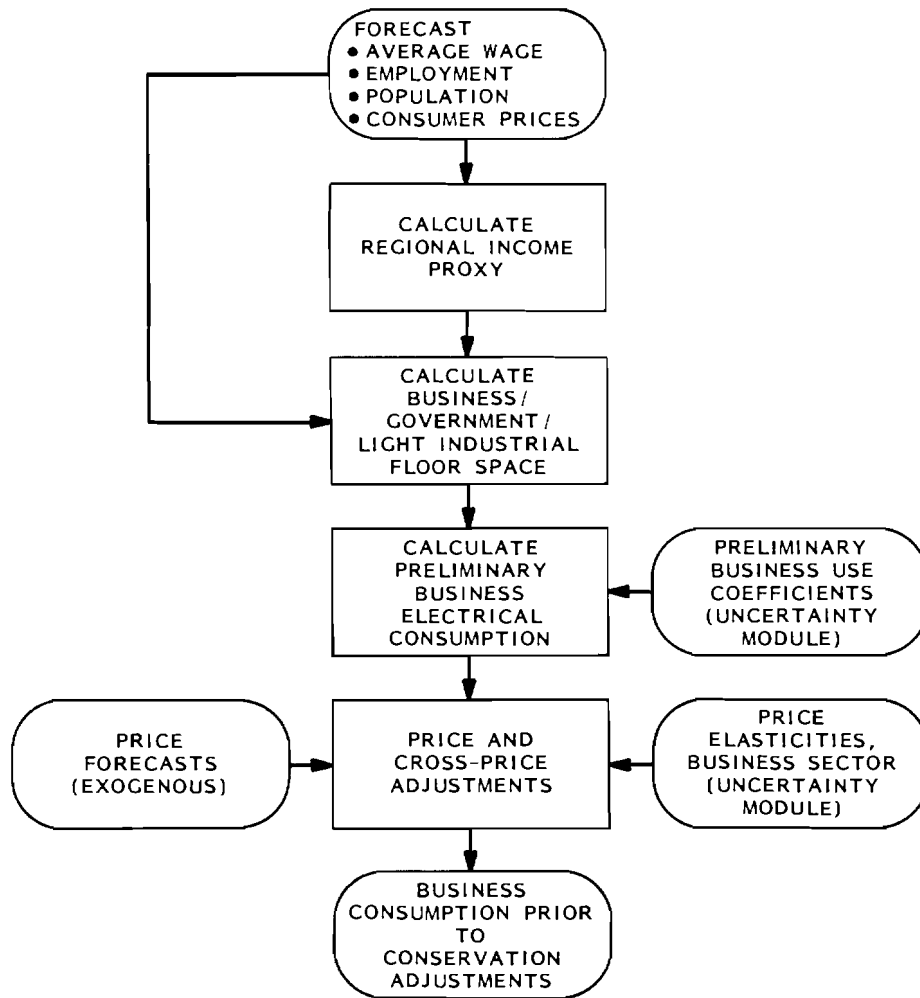 FORECAST
● AVERAGE WAGE
● EMPLOYMENT
● POPULATION
● CONSUMER PRICES
CALCULATE
REGIONAL INCOME
PROXY
CALCULATE
BUSINESS/
GOVERNMENT/
LIGHT INDUSTRIAL
FLOOR SPACE
CALCULATE
PRELIMINARY
BUSINESS
ELECTRICAL
CONSUMPTION
PRELIMINARY
BUSINESS USE
COEFFICIENTS
(UNCERTAINTY
MODULE)
PRICE
FORECASTS
(EXOGENOUS)
PRICE AND
CROSS-PRICE
ADJUSTMENTS
PRICE
ELASTICITIES,
BUSINESS SECTOR
(UNCERTAINTY
MODULE)
BUSINESS
CONSUMPTION PRIOR
TO
CONSERVATION
ADJUSTMENTS